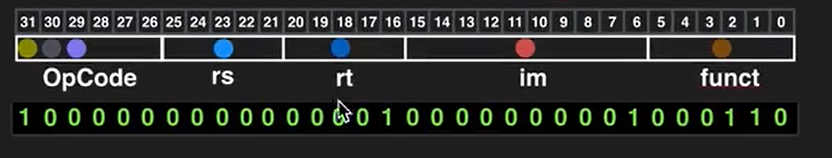 31 30 29 28 27 26 25 24 23 22 21 20 19 18 17 16 15 14 13 12 11 10 9 8 7 6 5 4 3 2 1 0
OpCode rs rt im funct
1 0 0 0 0 0 0 0 0 0 0 0 0 0 0 1 0 0 0 0 0 0 0 0 0 1 0 0 0 1 1 0